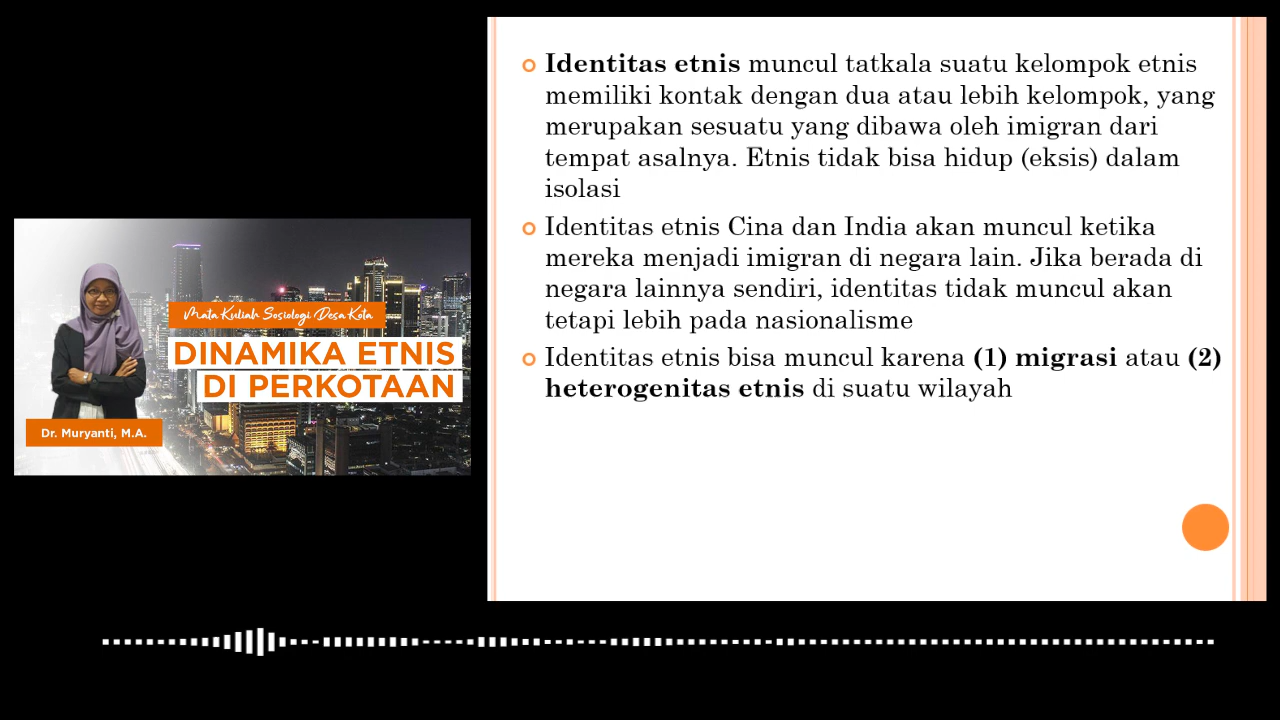 Mata Kuliah Sosiologi Desa Kota
DINAMIKA ETNIS
DI PERKOTAAN
Dr. Muryanti, M.A.
Identitas etnis muncul tatkala suatu kelompok etnis
memiliki kontak dengan dua atau lebih kelompok, yang
merupakan sesuatu yang dibawa oleh imigran dari
tempat asalnya. Etnis tidak bisa hidup (eksis) dalam
isolasi
Identitas etnis Cina dan India akan muncul ketika
mereka menjadi imigran di negara lain. Jika berada di
negara lainnya sendiri, identitas tidak muncul akan
tetapi lebih pada nasionalisme
Identitas etnis bisa muncul karena (1) migrasi atau (2)
heterogenitas etnis di suatu wilayah